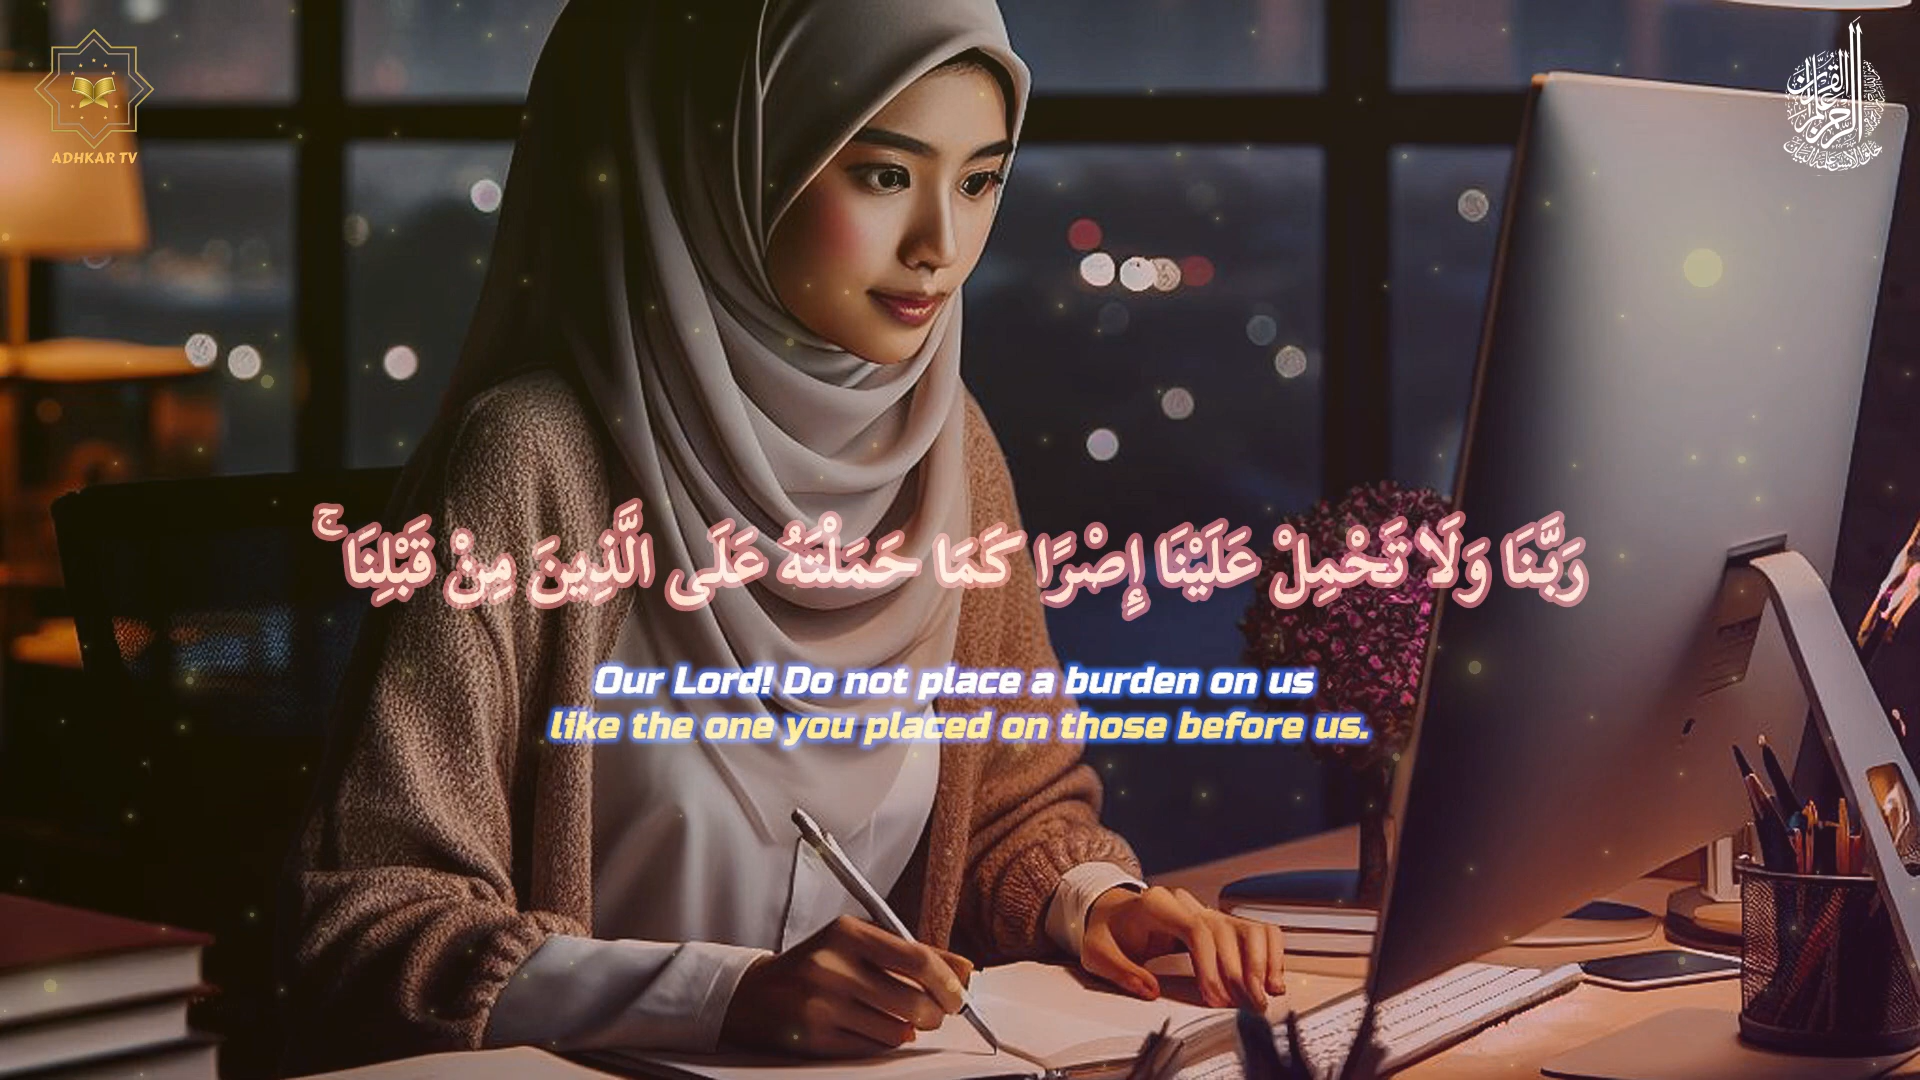 ADHKAR TV
رَبَّنَا وَلَا تَحْمِلْ عَلَيْنَا إِصْرًا كَمَا حَمَلْتَهُ عَلَى الَّذِينَ مِنْ قَبْلِنَا ۚ
Our Lord! Do not place a burden on us
like the one you placed on those before us.